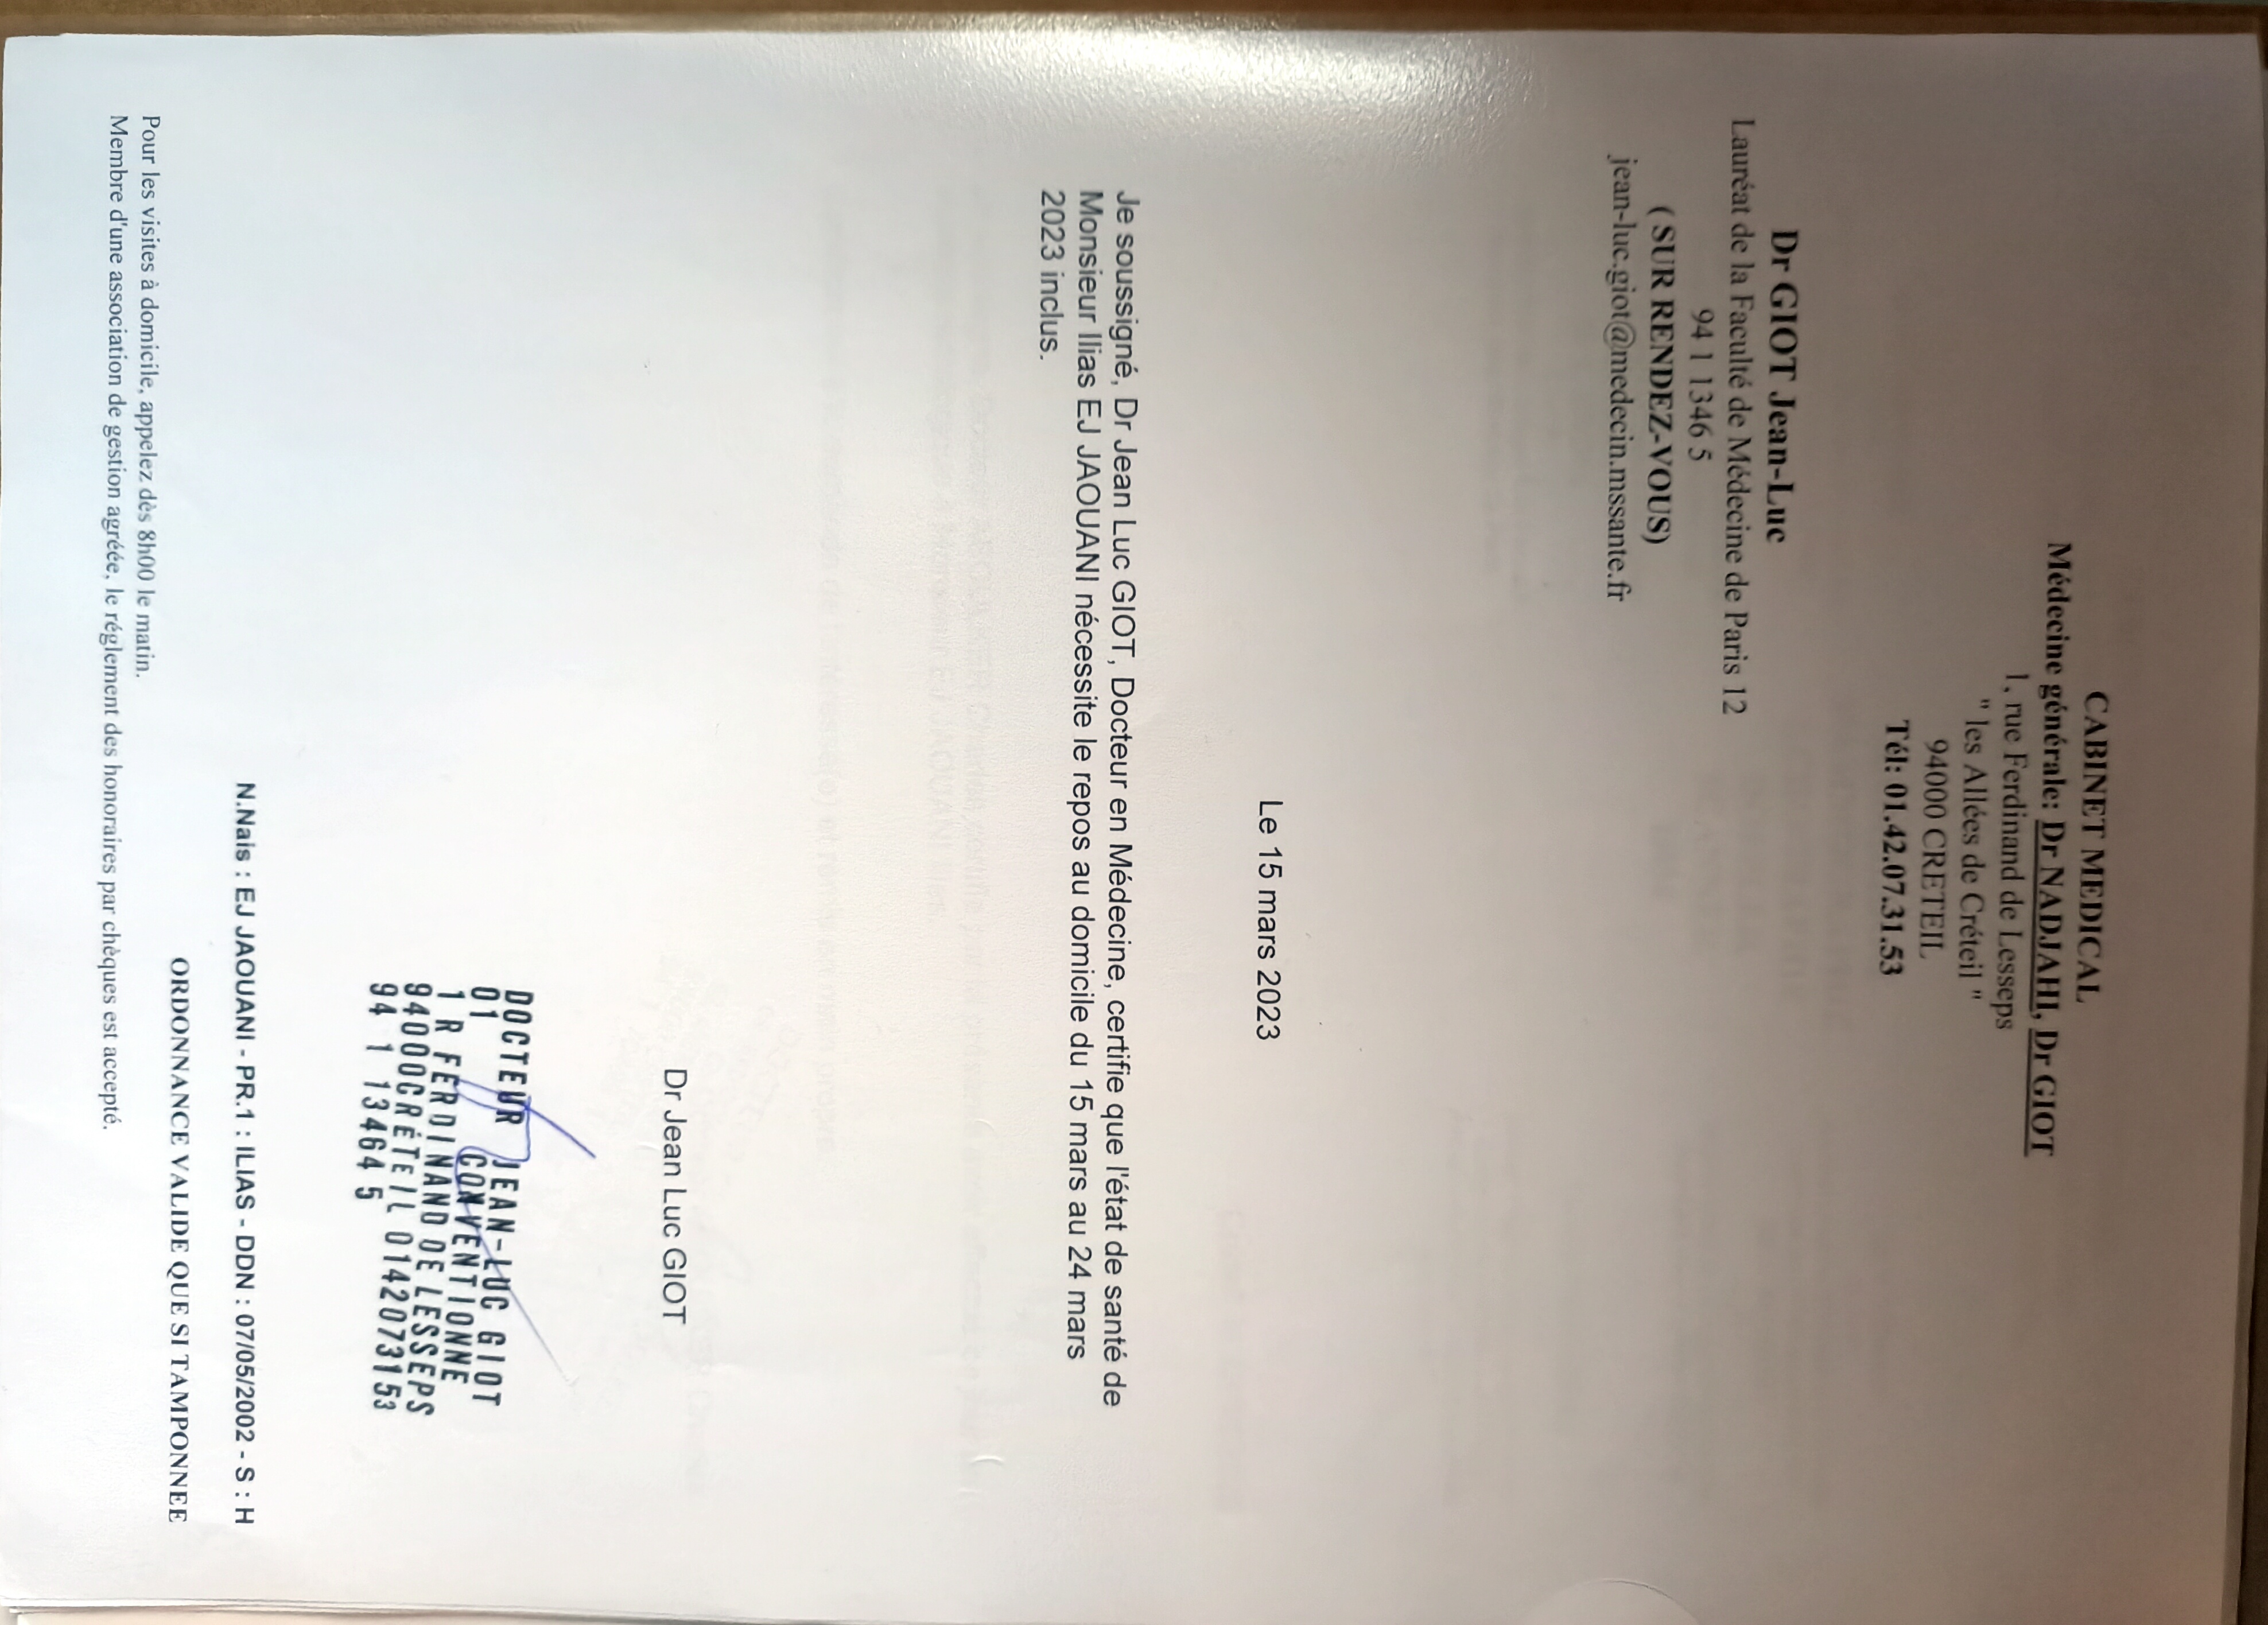 CABINET MEDICAL
Médecine générale: Dr NADJAHI, Dr GIOT
1, rue Ferdinand de Lesseps
" les Allées de Créteil "
94000 CRETEIL
Tél: 01.42.07.31.53
Dr GIOT Jean-Luc
Lauréat de la Faculté de Médecine de Paris 12
94 1 1346 5
( SUR RENDEZ-VOUS)
jean-luc.giot@medecin.mssante.fr
Le 15 mars 2023
Je soussigné, Dr Jean Luc GIOT, Docteur en Médecine, certifie que l'état de santé de
Monsieur Ilias EJ JAOUANI nécessite le repos au domicile du 15 mars au 24 mars
2023 inclus.
Dr Jean Luc GIOT
DOCTEUR JEAN-LUC GIOT
01 CONVENTIONNE
1 R FERDINAND DE LESSEPS
94000CRÉTEIL 0142073153
94 1 13464 5
N.Nais : EJ JAOUANI - PR.1 : ILIAS - DDN : 07/05/2002 - S : H
ORDONNANCE VALIDE QUE SI TAMPONNEE
Pour les visites à domicile, appelez dès 8h00 le matin.
Membre d'une association de gestion agréée, le réglement des honoraires par chèques est accepté.